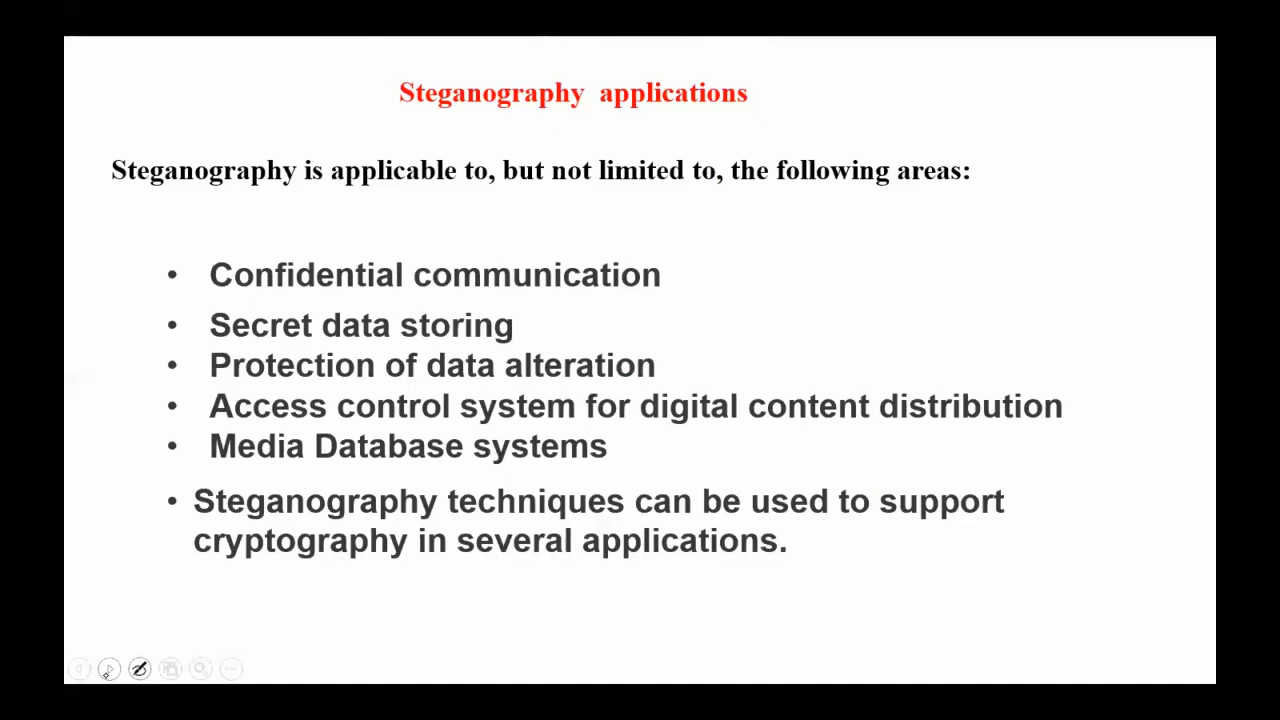 Steganography applications
Steganography is applicable to, but not limited to, the following areas:
• Confidential communication
• Secret data storing
• Protection of data alteration
• Access control system for digital content distribution
• Media Database systems
• Steganography techniques can be used to support
cryptography in several applications.